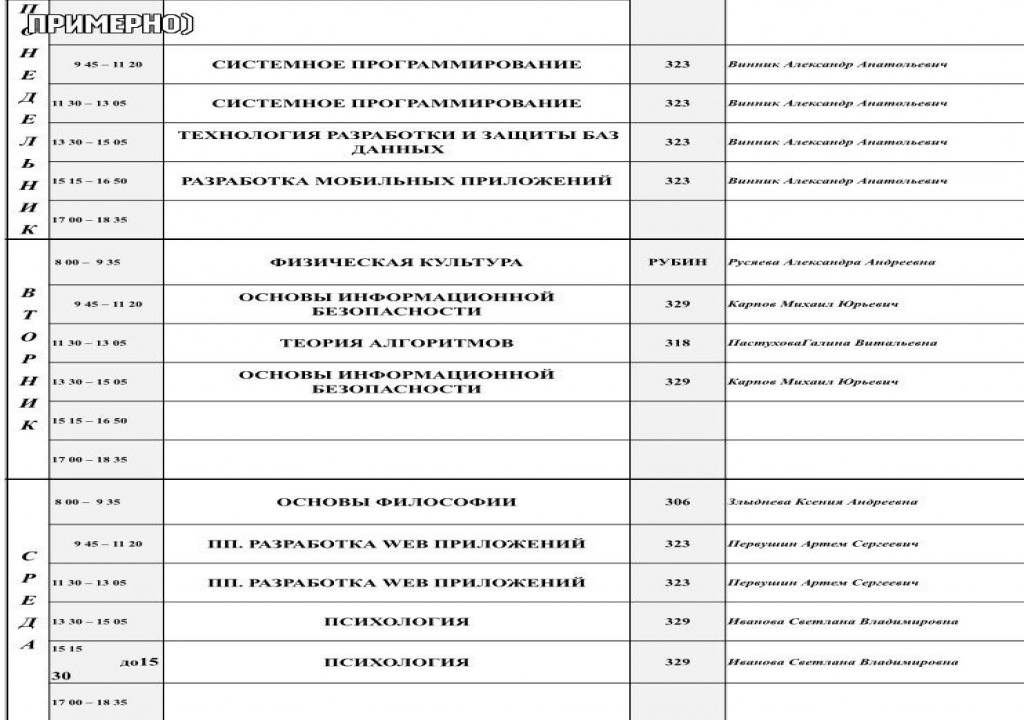 ПОНЕДЕЛЬНИК
ПРИМЕРНО)
9 45 – 11 20 СИСТЕМНОЕ ПРОГРАММИРОВАНИЕ 323 Винник Александр Анатольевич
11 30 – 13 05 СИСТЕМНОЕ ПРОГРАММИРОВАНИЕ 323 Винник Александр Анатольевич
13 30 – 15 05 ТЕХНОЛОГИЯ РАЗРАБОТКИ И ЗАЩИТЫ БАЗ
ДАННЫХ 323 Винник Александр Анатольевич
15 15 – 16 50 РАЗРАБОТКА МОБИЛЬНЫХ ПРИЛОЖЕНИЙ 323 Винник Александр Анатольевич
17 00 – 18 35
ВТОРНИК
8 00 – 9 35 ФИЗИЧЕСКАЯ КУЛЬТУРА РУБИН Русяева Александра Андреевна
9 45 – 11 20 ОСНОВЫ ИНФОРМАЦИОННОЙ
БЕЗОПАСНОСТИ 329 Карпов Михаил Юрьевич
11 30 – 13 05 ТЕОРИЯ АЛГОРИТМОВ 318 ПастуховаГалина Витальевна
13 30 – 15 05 ОСНОВЫ ИНФОРМАЦИОННОЙ
БЕЗОПАСНОСТИ 329 Карпов Михаил Юрьевич
15 15 – 16 50
17 00 – 18 35
СРЕДА
8 00 – 9 35 ОСНОВЫ ФИЛОСОФИИ 306 Злыднева Ксения Андреевна
9 45 – 11 20 ПП. РАЗРАБОТКА WEB ПРИЛОЖЕНИЙ 323 Первушин Артем Сергеевич
11 30 – 13 05 ПП. РАЗРАБОТКА WEB ПРИЛОЖЕНИЙ 323 Первушин Артем Сергеевич
13 30 – 15 05 ПСИХОЛОГИЯ 329 Иванова Светлана Владимировна
15 15
до15 ПСИХОЛОГИЯ 329 Иванова Светлана Владимировна
30
17 00 – 18 35